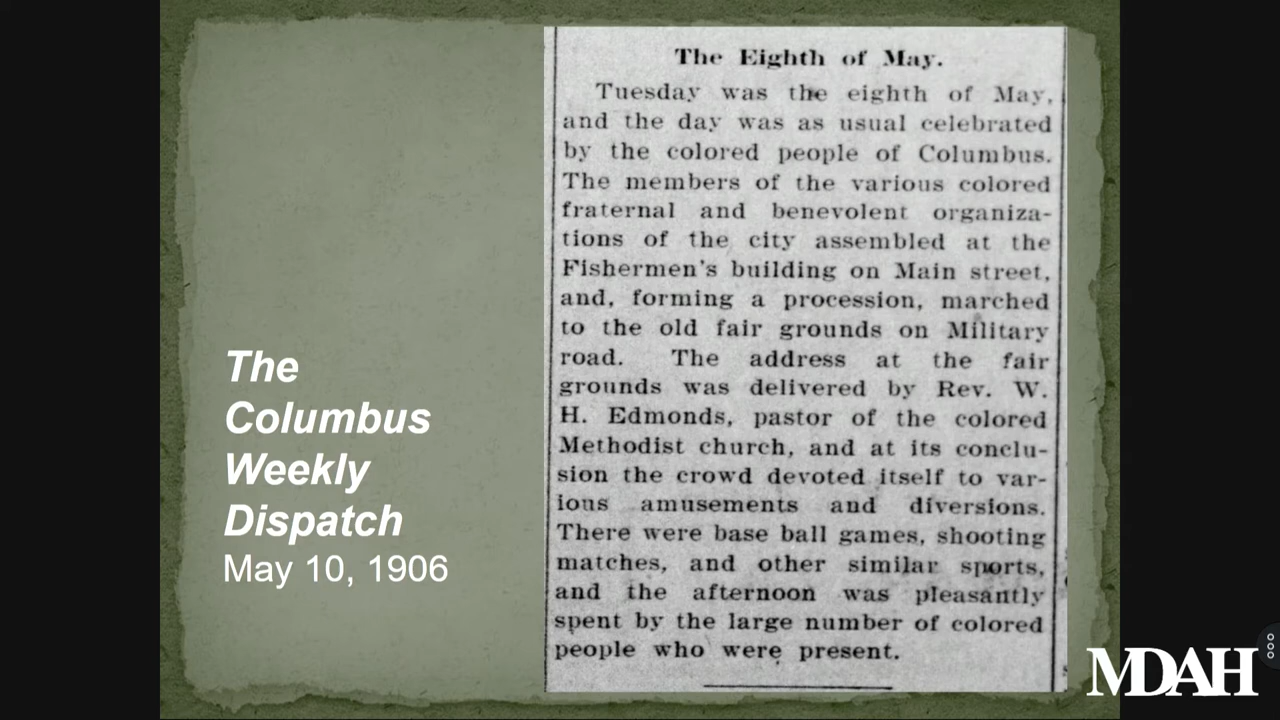 The Eighth of May.
Tuesday was the eighth of May,
and the day was as usual celebrated
by the colored people of Columbus.
The members of the various colored
fraternal and benevolent organiza-
tions of the city assembled at the
Fishermen's building on Main street,
and, forming a procession, marched
to the old fair grounds on Military
road. The address at the fair
grounds was delivered by Rev. W.
H. Edmonds, pastor of the colored
Methodist church, and at its conclu-
sion the crowd devoted itself to var-
ious amusements and diversions.
There were base ball games, shooting
matches, and other similar sports,
and the afternoon was pleasantly
spent by the large number of colored
people who were present.
The
Columbus
Weekly
Dispatch
May 10, 1906
MDAH